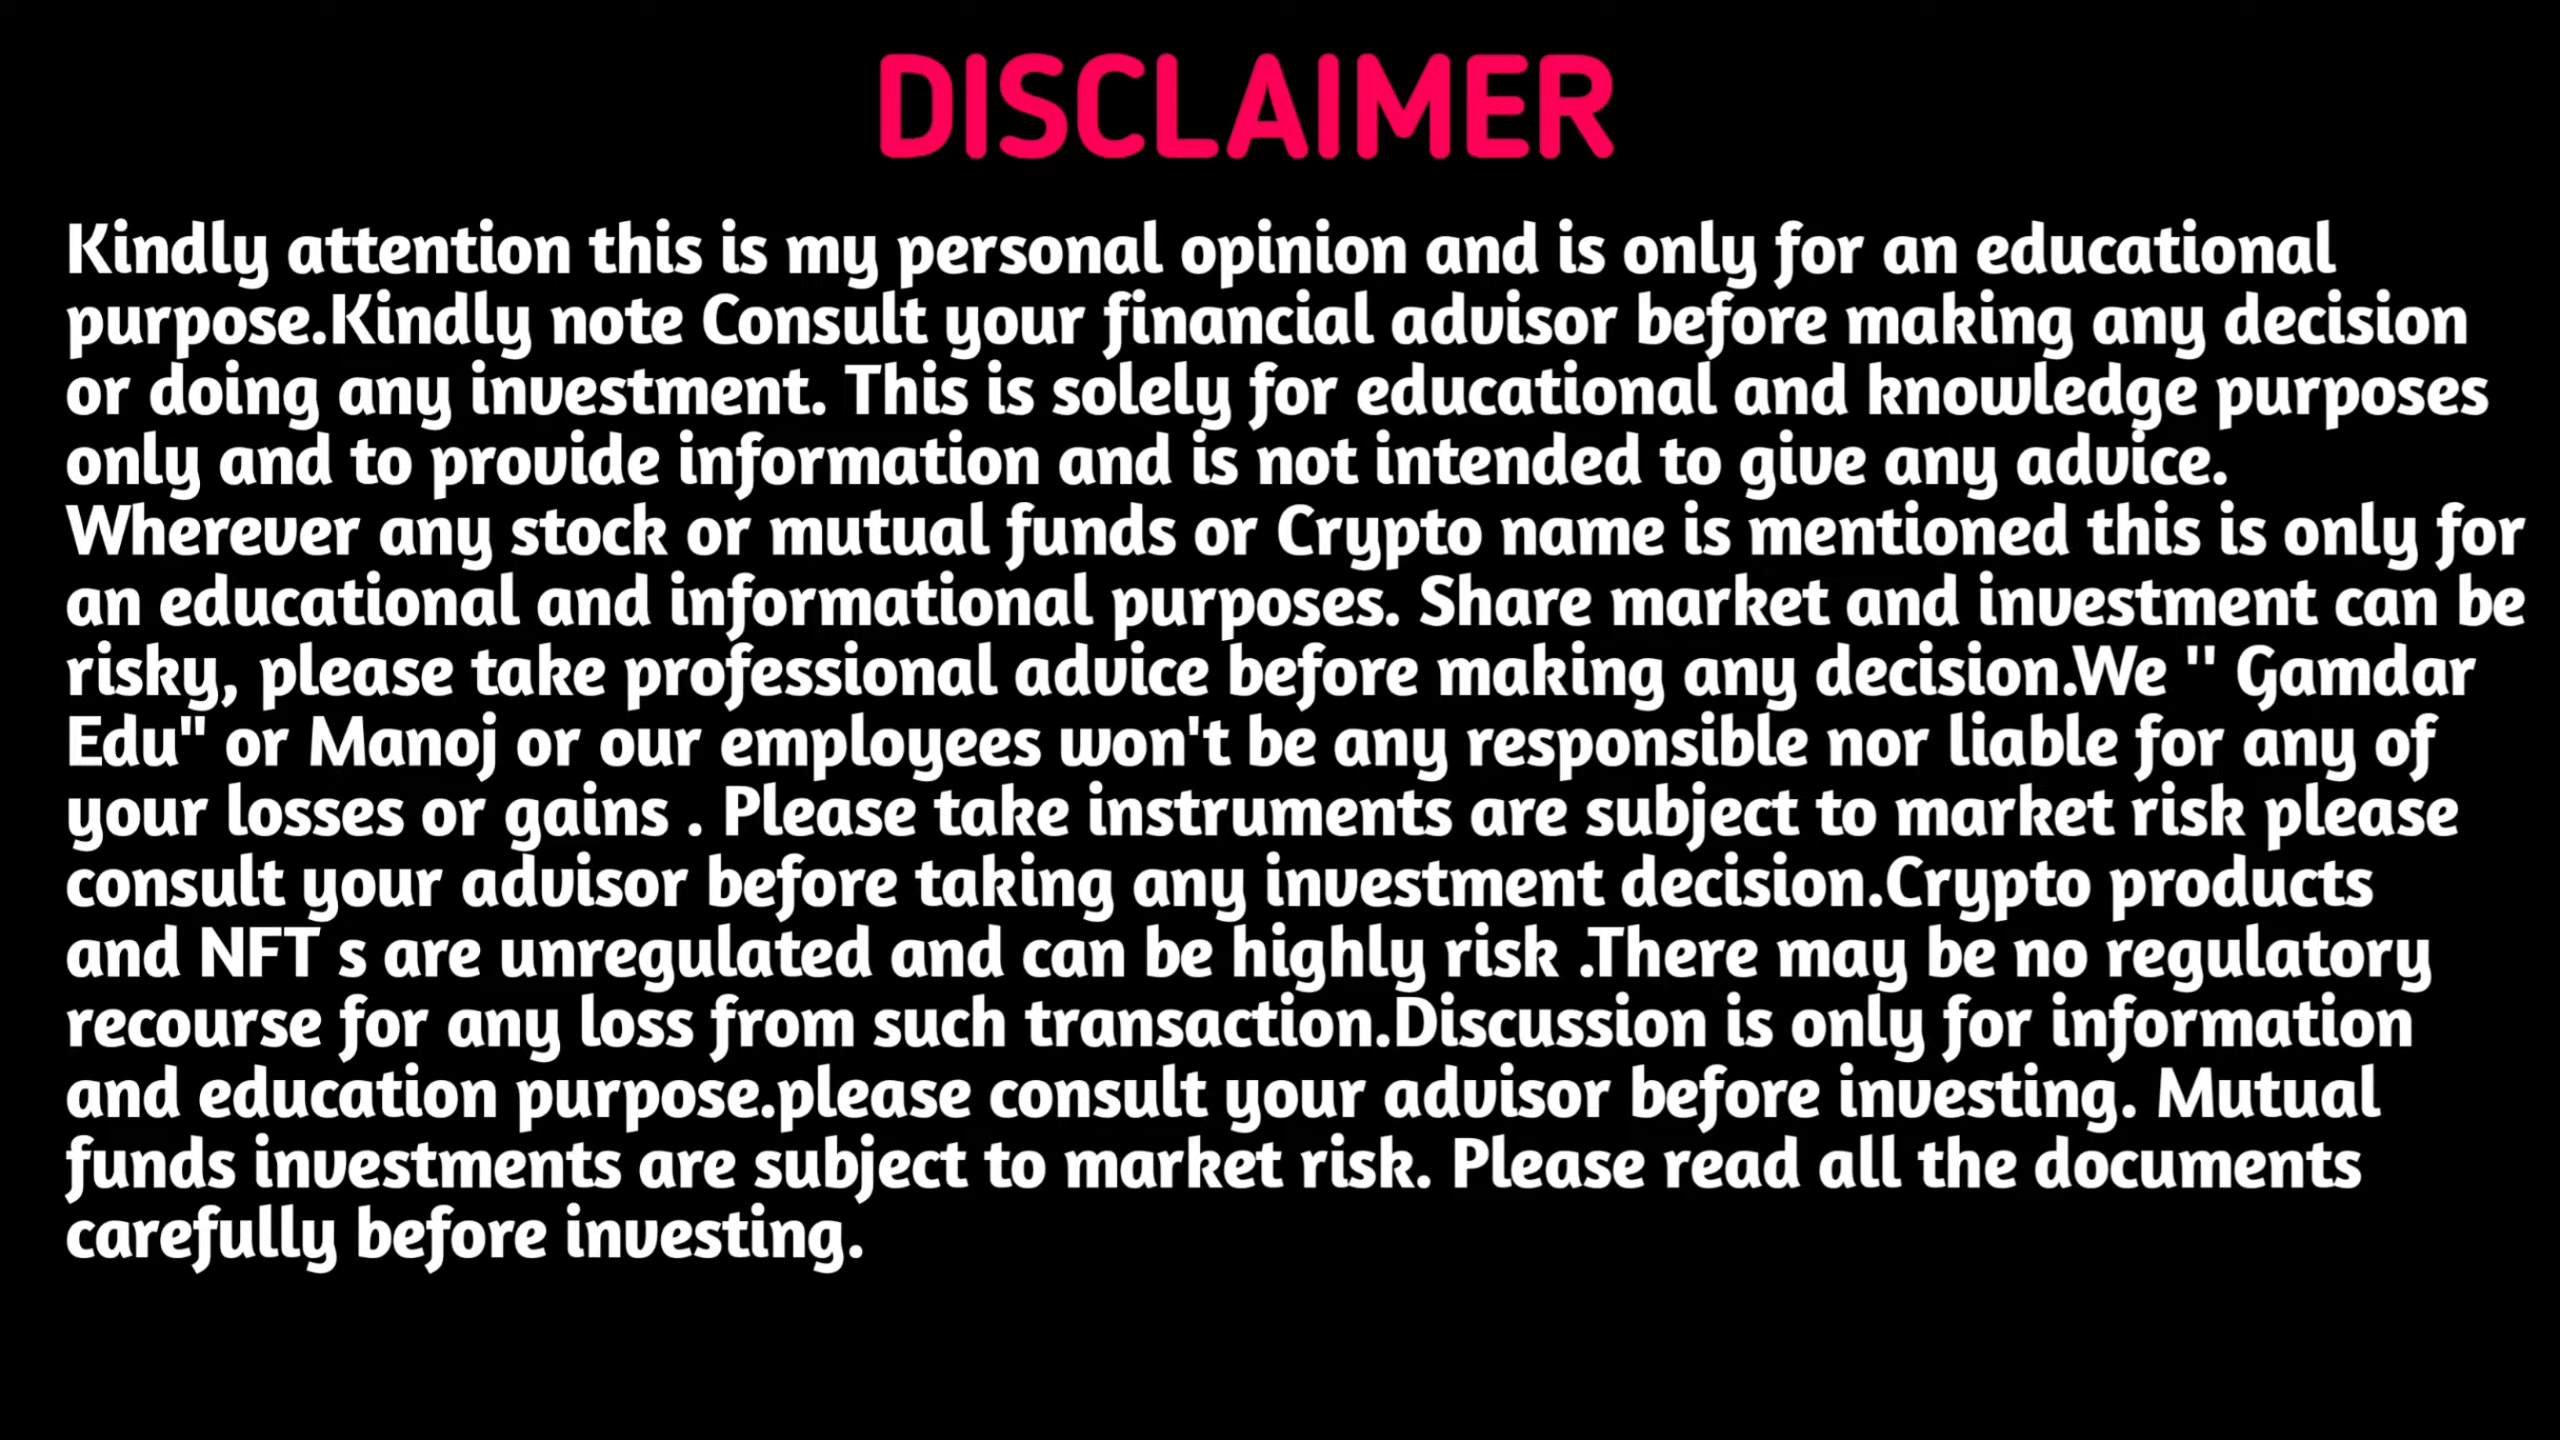 DISCLAIMER
Kindly attention this is my personal opinion and is only for an educational
purpose.Kindly note Consult your financial advisor before making any decision
or doing any investment. This is solely for educational and knowledge purposes
only and to provide information and is not intended to give any advice.
Wherever any stock or mutual funds or Crypto name is mentioned this is only for
an educational and informational purposes. Share market and investment can be
risky, please take professional advice before making any decision.We '' Gamdar
Edu" or Manoj or our employees won't be any responsible nor liable for any of
your losses or gains . Please take instruments are subject to market risk please
consult your advisor before taking any investment decision.Crypto products
and NFT s are unregulated and can be highly risk .There may be no regulatory
recourse for any loss from such transaction.Discussion is only for information
and education purpose.please consult your advisor before investing. Mutual
funds investments are subject to market risk. Please read all the documents
carefully before investing.